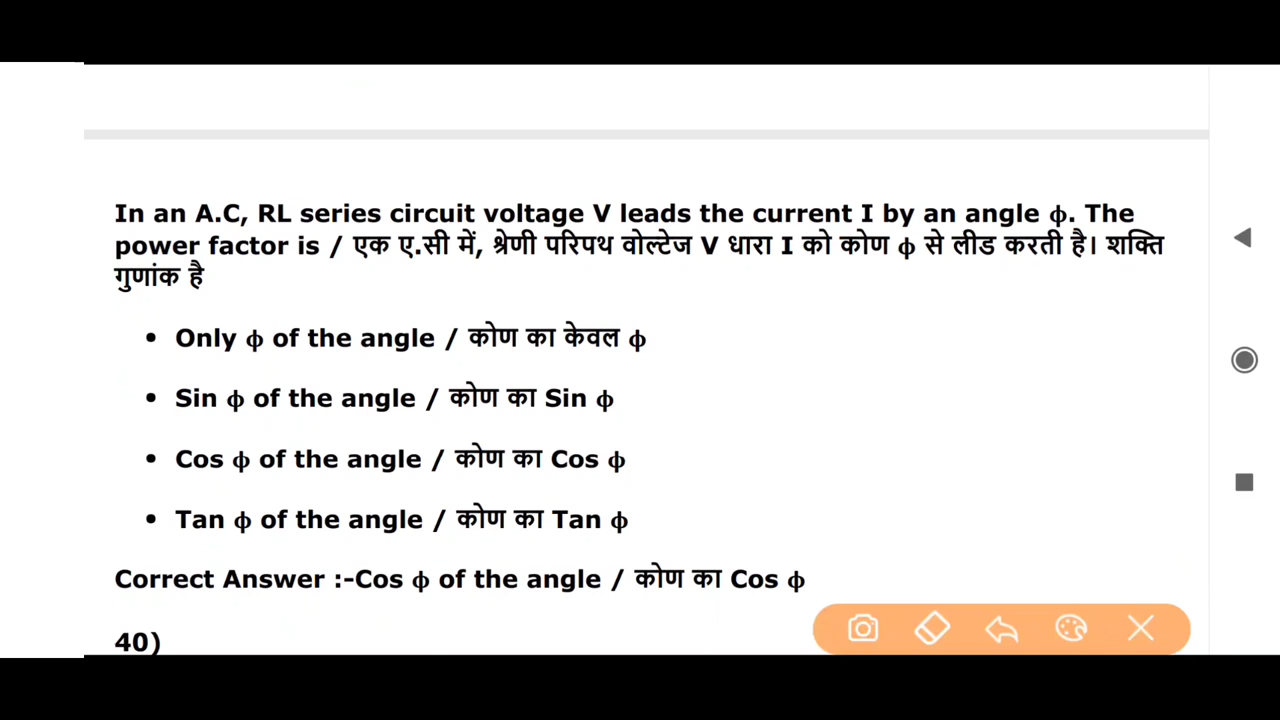 In an A.C, RL series circuit voltage V leads the current I by an angle ϕ. The
power factor is / एक ए.सी में, श्रेणी परिपथ वोल्टेज V धारा I को कोण ϕ से लीड करती है। शक्ति
गुणांक है
• Only ϕ of the angle / कोण का केवल ϕ
• Sin ϕ of the angle / कोण का Sin ϕ
• Cos ϕ of the angle / कोण का Cos ϕ
• Tan ϕ of the angle / कोण का Tan ϕ
Correct Answer :-Cos ϕ of the angle / कोण का Cos ϕ
40)